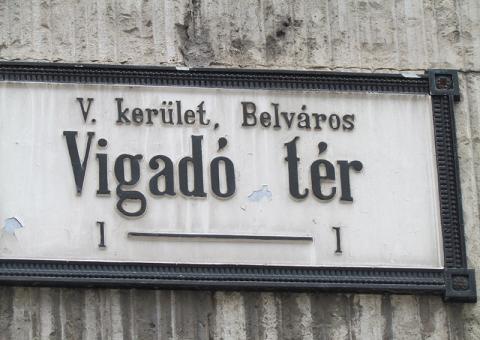 V. kerület, Belváros
Vigadó tér
1 — 1